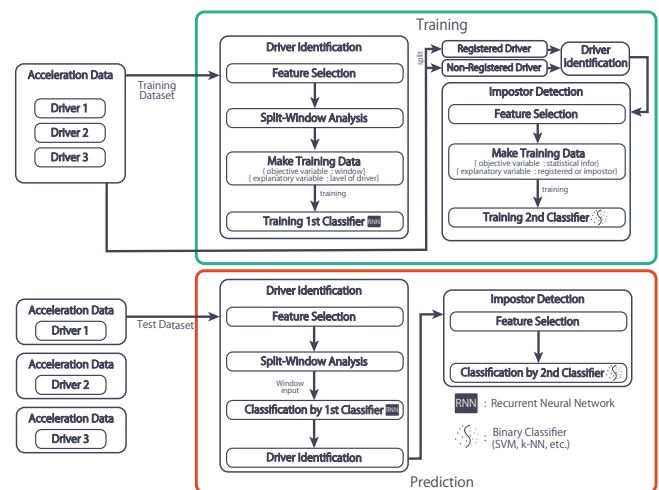 Training
Acceleration Data
Driver 1
Driver 2
Driver 3
Training
Dataset
Driver Identification
Feature Selection
Split-Window Analysis
Make Training Data
{ objective variable : window}
{ explanatory variable : lavel of driver}
training
Training 1st Classifier RNN
split
Registered Driver
Non-Registered Driver
Driver
Identification
Impostor Detection
Feature Selection
Make Training Data
{ objective variable : statistical infor}
{ explanatory variable : registered or impostor}
training
Training 2nd Classifier
Acceleration Data
Driver 1
Acceleration Data
Driver 2
Acceleration Data
Driver 3
Test Dataset
Driver Identification
Feature Selection
Split-Window Analysis
Window
input
Classification by 1st Classifier RNN
Driver Identification
Impostor Detection
Feature Selection
Classification by 2nd Classifier
RNN : Recurrent Neural Network
: Binary Classifier
(SVM, k-NN, etc.)
Prediction